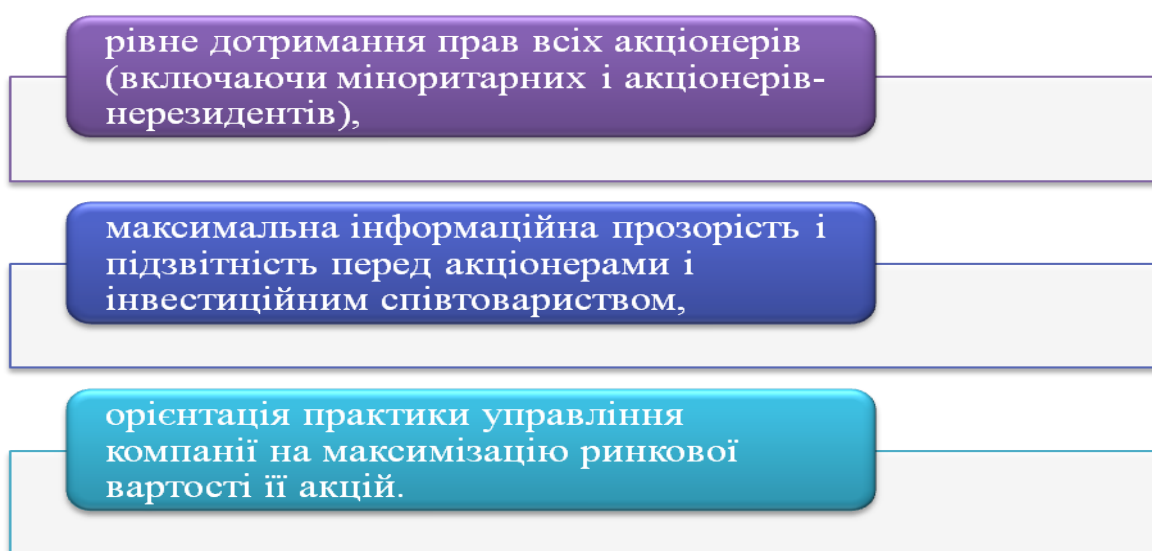 рівне дотримання прав всіх акціонерів
(включаючи міноритарних і акціонерів-
нерезидентів),
максимальна інформаційна прозорість і
підзвітність перед акціонерами і
інвестиційним співтовариством,
орієнтація практики управління
компанії на максимізацію ринкової
вартості її акцій.